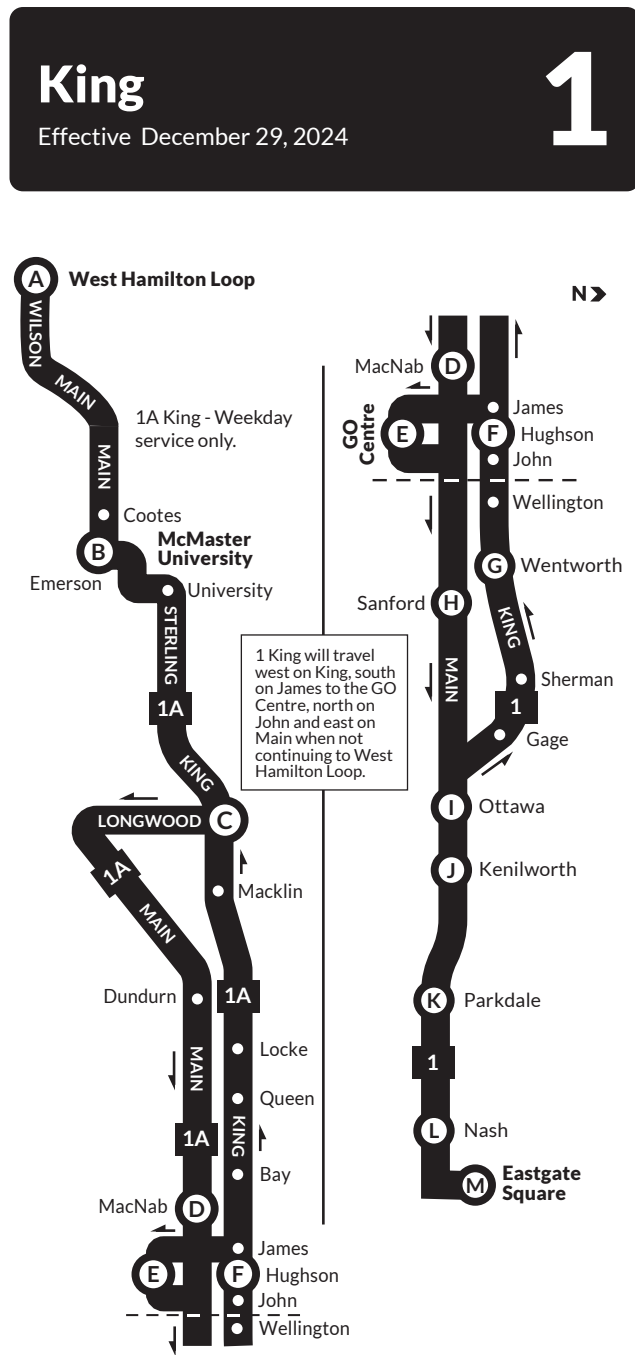 King
1
Effective December 29, 2024
A
West Hamilton Loop
WILSON
MAIN
1A King - Weekday
service only.
MAIN
Cootes
B
McMaster
University
Emerson
University
STERLING
1A
KING
LONGWOOD
C
1A
Macklin
MAIN
Dundurn
1A
MAIN
Locke
Queen
1A
KING
Bay
MacNab
D
James
E
F
Hughson
John
Wellington
1 King will travel
west on King, south
on James to the GO
Centre, north on
John and east on
Main when not
continuing to West
Hamilton Loop.
N
MacNab
D
James
GO
Centre
E
F
Hughson
John
Wellington
G
Wentworth
Sanford
H
KING
MAIN
Sherman
1
Gage
I
Ottawa
J
Kenilworth
K
Parkdale
1
L
Nash
M
Eastgate
Square